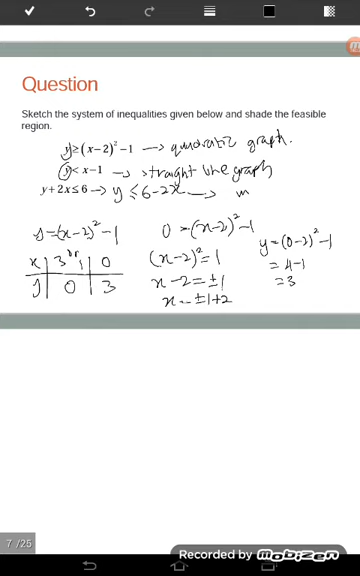 Question
Sketch the system of inequalities given below and shade the feasible
region.
y≥(x−2)²−1 → quadratic graph.
y<x−1 → straight line graph
y+2x≤6 → y ≤ 6−2x →
y=(x−2)²−1
x | 3 or 1 | 0
y | 0 | 3
0=(x−2)²−1
(x−2)²=1
x−2=±1
x=±1+2
y=(0−2)²−1
=4−1
=3
7 /25
Recorded by Mobizen